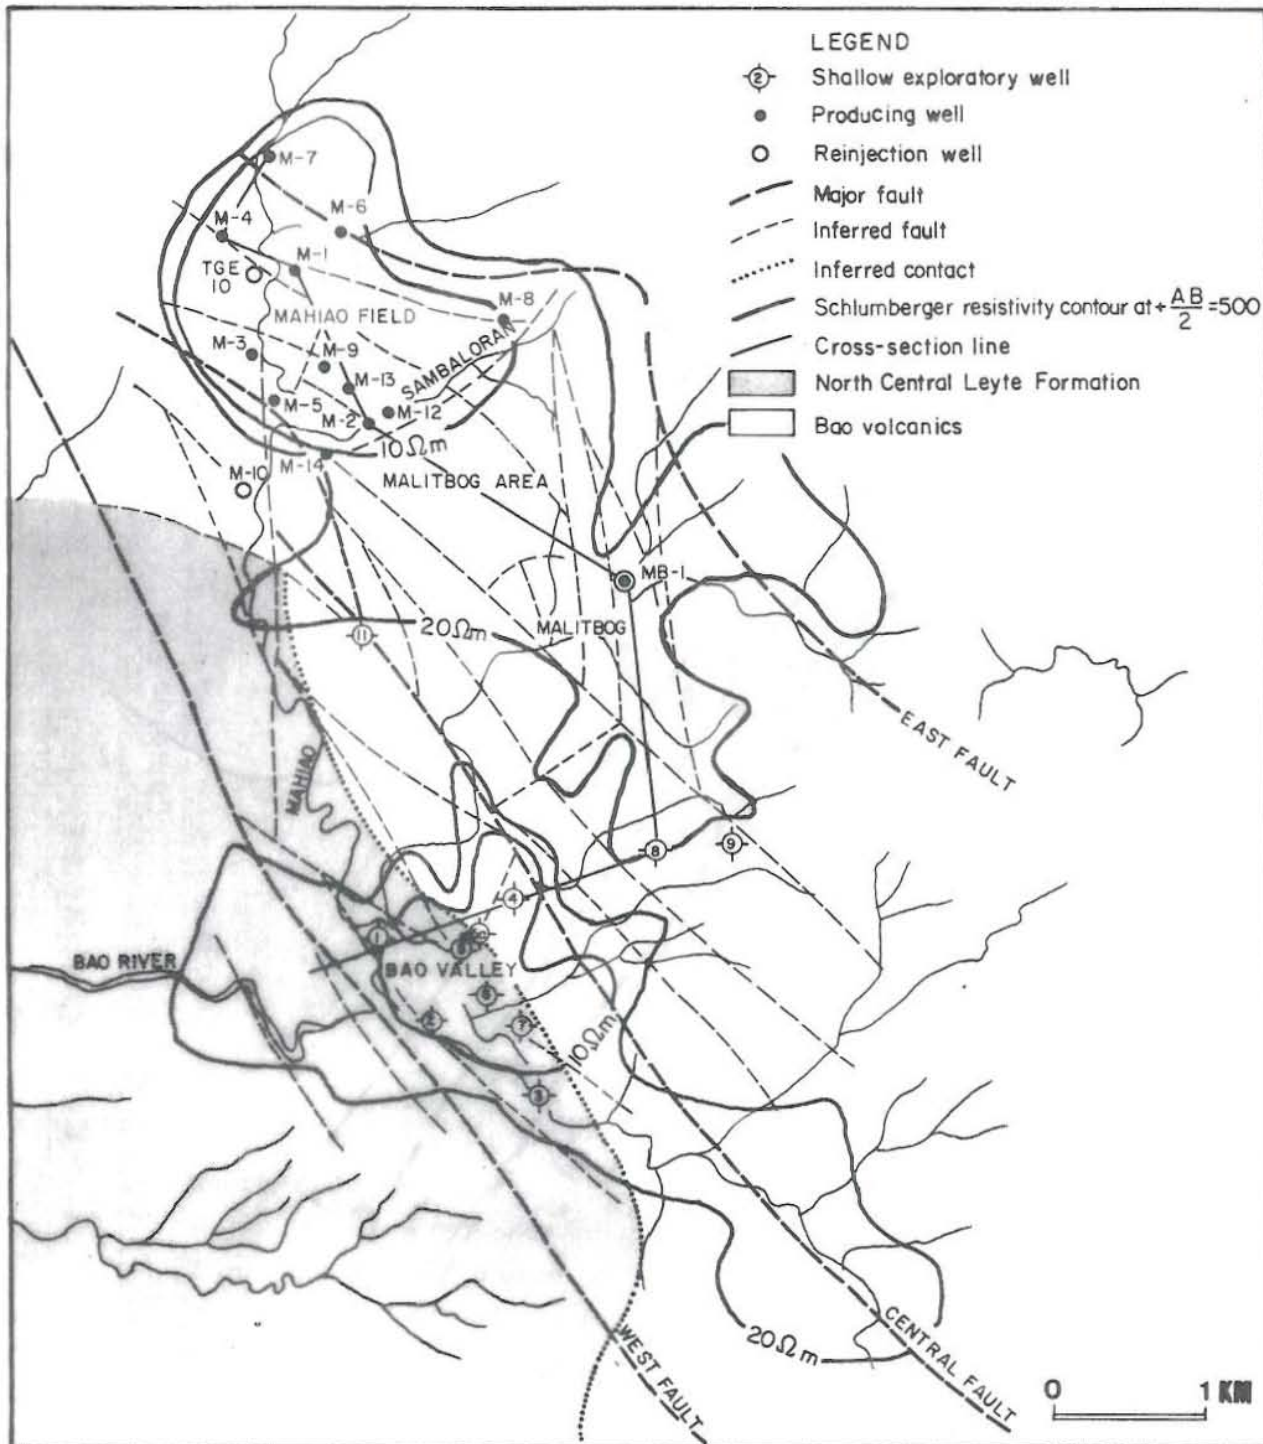 LEGEND
2 Shallow exploratory well
Producing well
Reinjection well
Major fault
Inferred fault
Inferred contact
Schlumberger resistivity contour at + AB/2 = 500
Cross-section line
North Central Leyte Formation
Bao volcanics
M-7
M-6
M-4
M-1
TGE
10
M-8
MAHIAO FIELD
M-3
M-9
SAMBALORAN
M-13
M-5
M-12
M-2
10Ωm
M-14
M-10
MALITBOG AREA
MB-1
11
20Ωm
MALITBOG
EAST FAULT
MAHIAO
8
9
4
1
BAO RIVER
BAO VALLEY
2
7
10Ωm
3
CENTRAL FAULT
20Ωm
WEST FAULT
0 1 KM